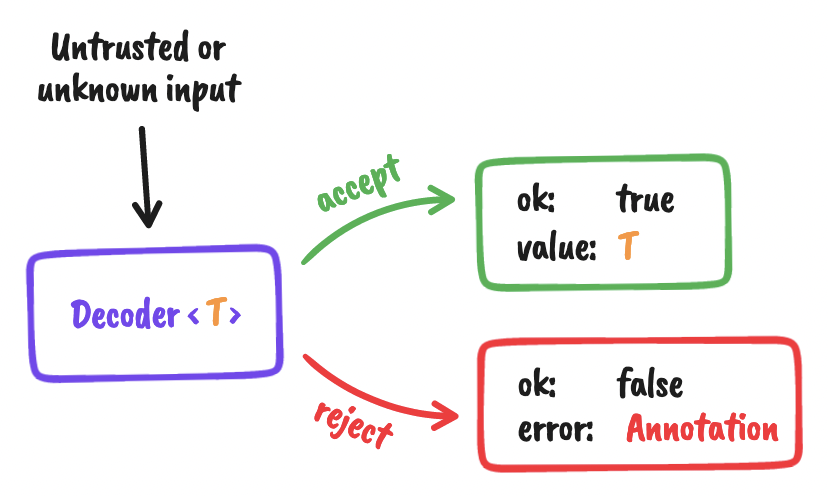 Untrusted or
unknown input
accept
ok: true
value: T
Decoder <T>
reject
ok: false
error: Annotation